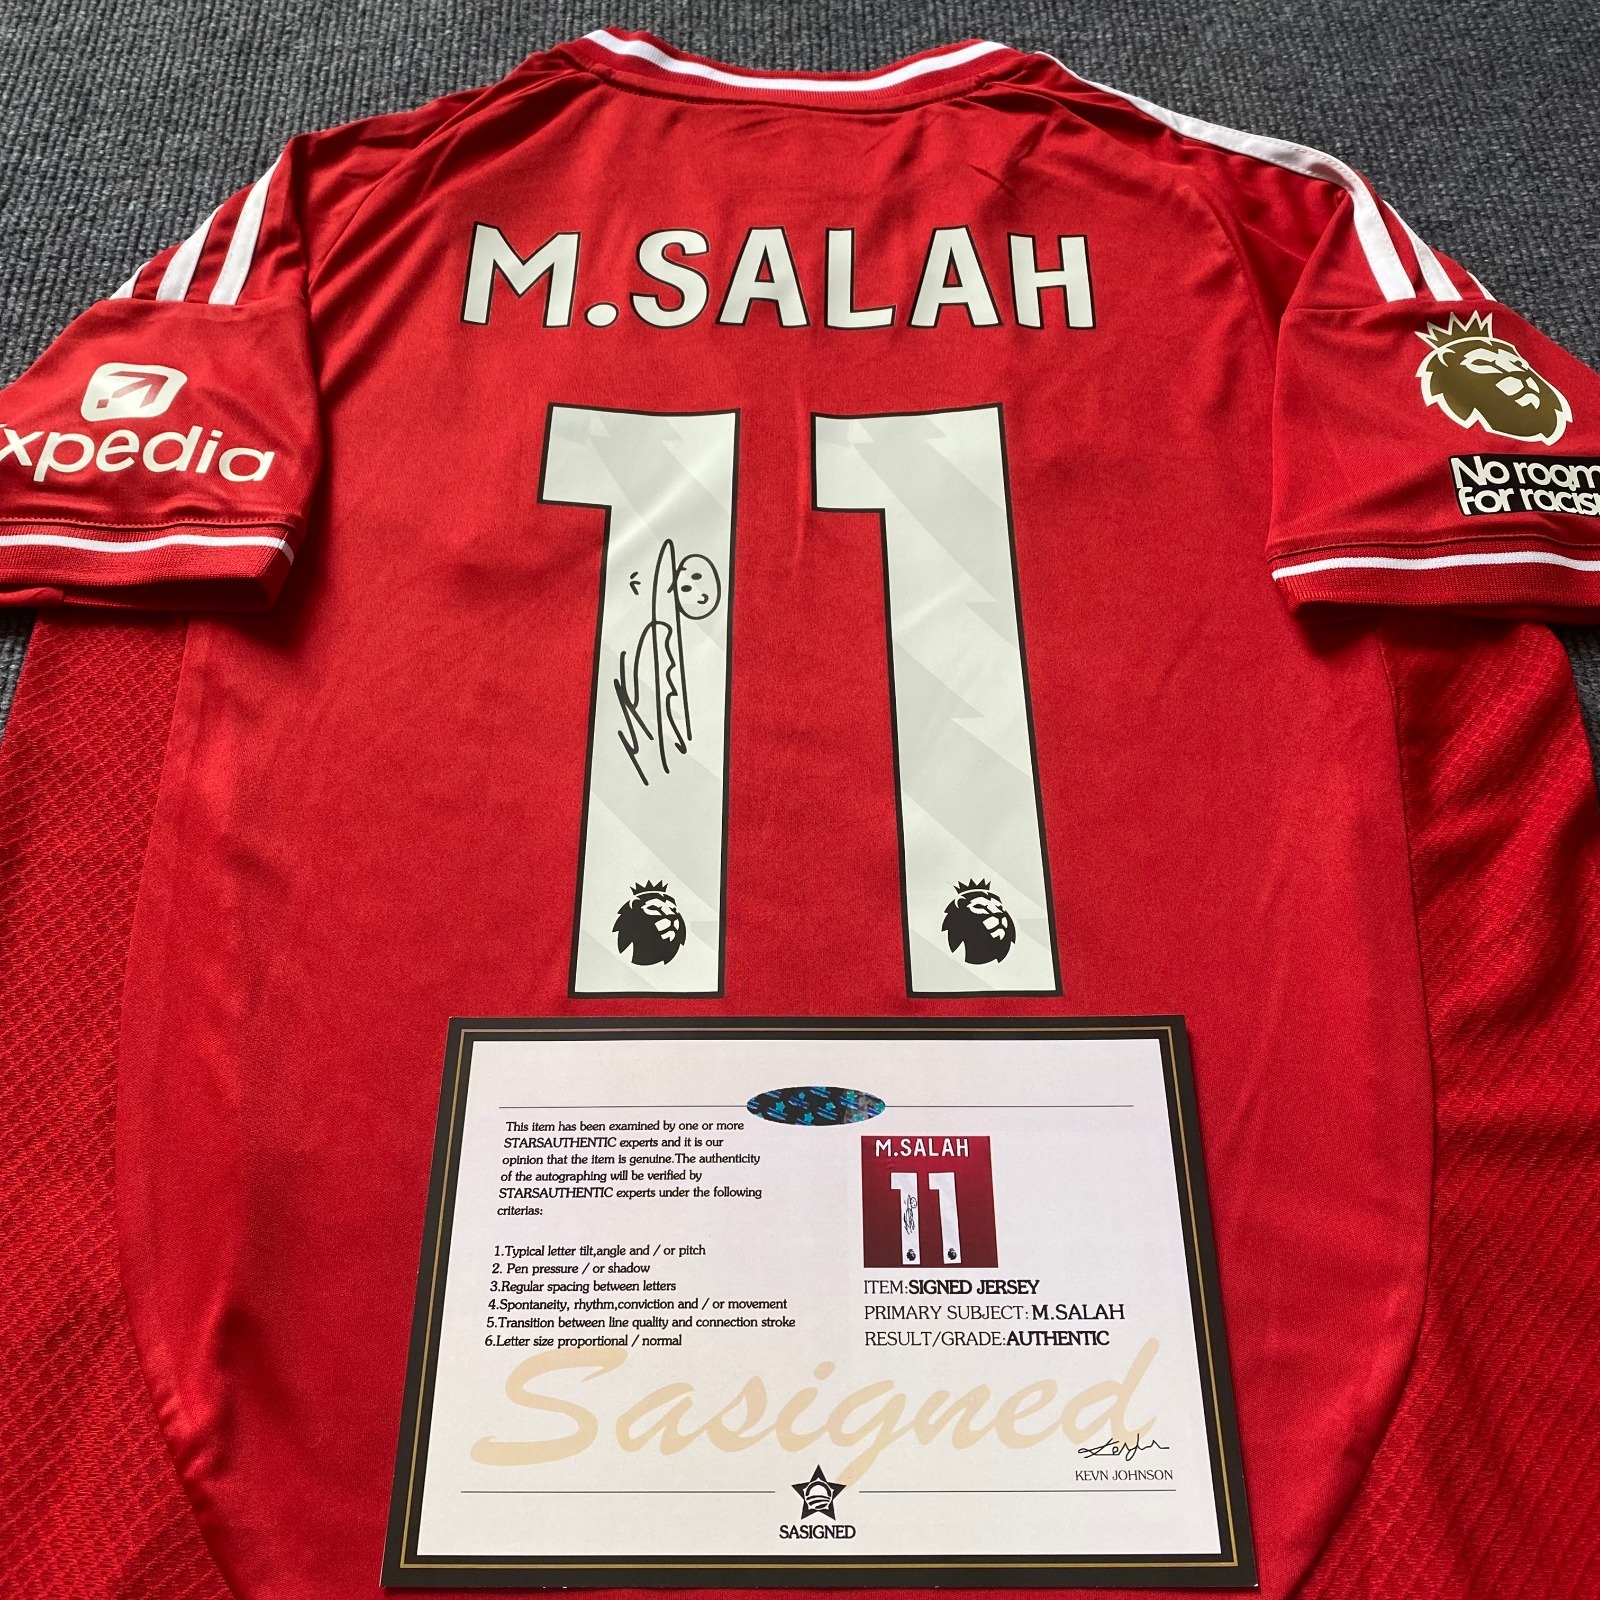 M.SALAH
xpedia
No room
For racis
11
This item has been examined by one or more
STARSAUTHENTIC experts and it is our
opinion that the item is genuine.The authenticity
of the autographing will be verified by
STARSAUTHENTIC experts under the following
criterias:
1.Typical letter tilt,angle and / or pitch
2. Pen pressure / or shadow
3.Regular spacing between letters
4.Spontaneity, rhythm,conviction and / or movement
5.Transition between line quality and connection stroke
6.Letter size proportional / normal
M.SALAH
11
ITEM:SIGNED JERSEY
PRIMARY SUBJECT: M.SALAH
RESULT/GRADE:AUTHENTIC
Sasigned
KEVN JOHNSON
SASIGNED